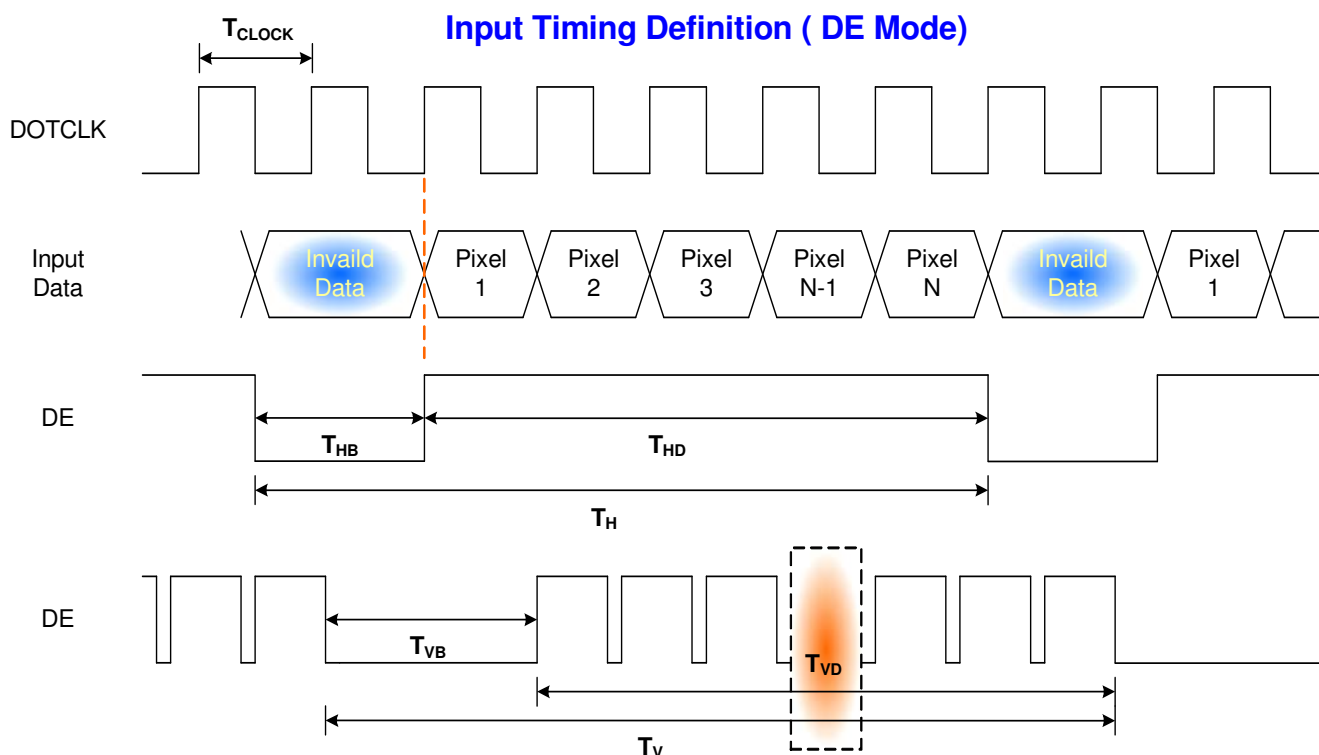 Input Timing Definition ( DE Mode)
TCLOCK
DOTCLK
Input
Data
Invaild
Data
Pixel
1
Pixel
2
Pixel
3
Pixel
N-1
Pixel
N
Invaild
Data
Pixel
1
DE
THB
THD
TH
DE
TVB
TVD
TV